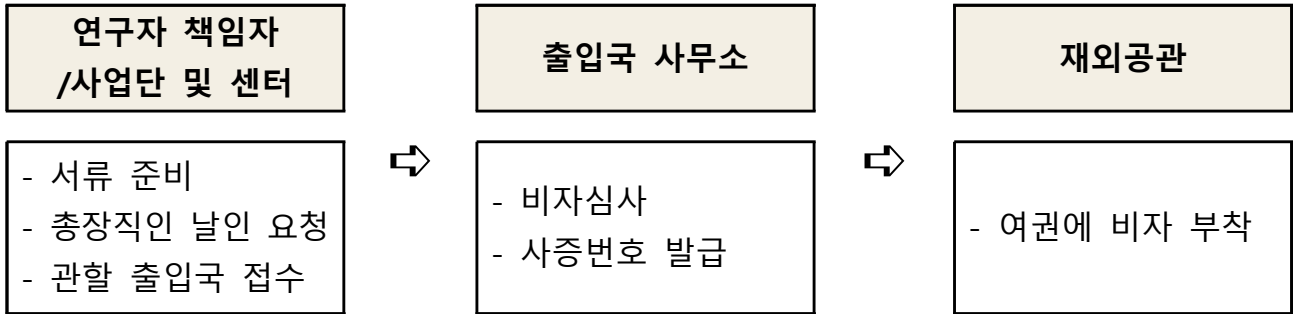 연구자 책임자
/사업단 및 센터
- 서류 준비
- 총장직인 날인 요청
- 관할 출입국 접수
출입국 사무소
- 비자심사
- 사증번호 발급
재외공관
- 여권에 비자 부착